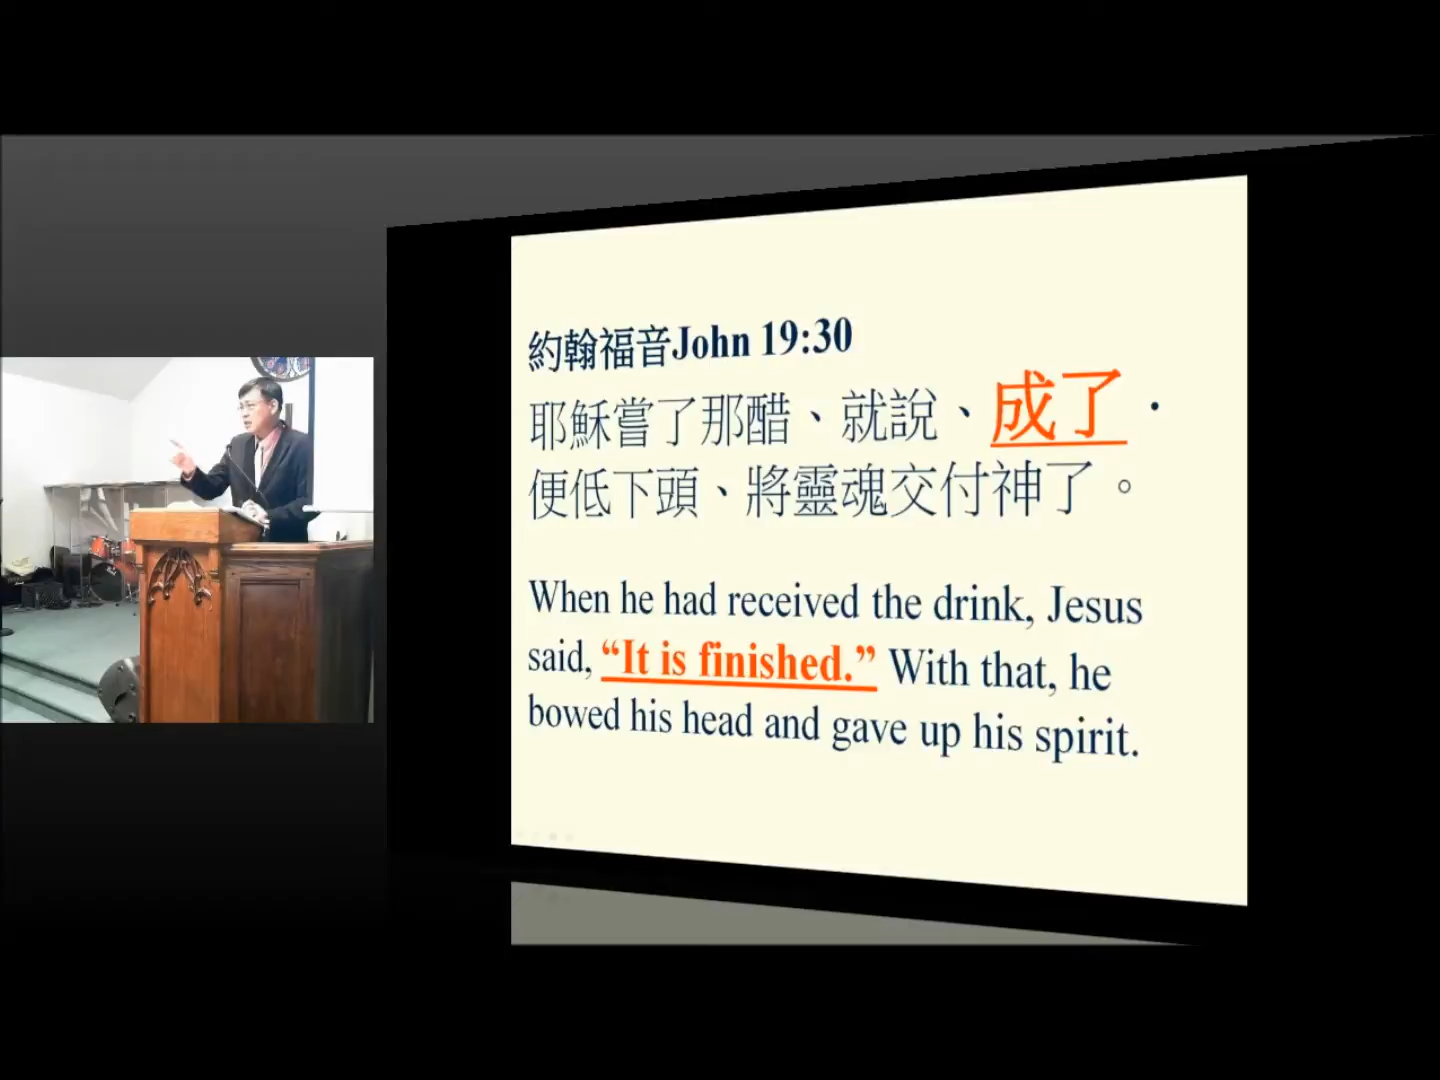 約翰福音John 19:30
耶穌嘗了那醋、就說、成了．
便低下頭、將靈魂交付神了。
When he had received the drink, Jesus
said, “It is finished.” With that, he
bowed his head and gave up his spirit.